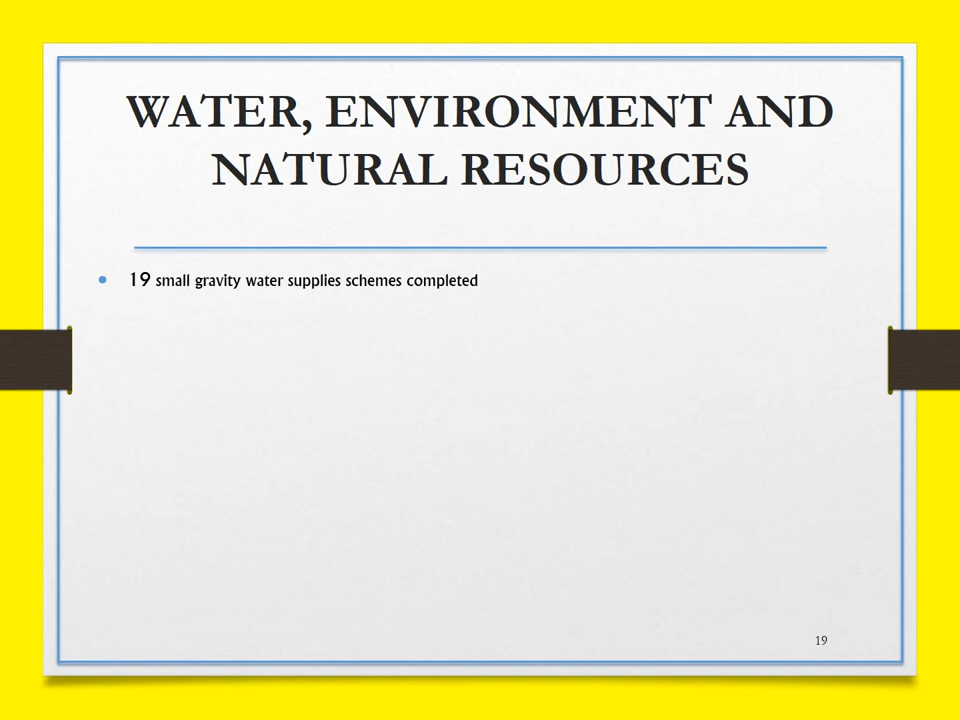 WATER, ENVIRONMENT AND
NATURAL RESOURCES
• 19 small gravity water supplies schemes completed
19